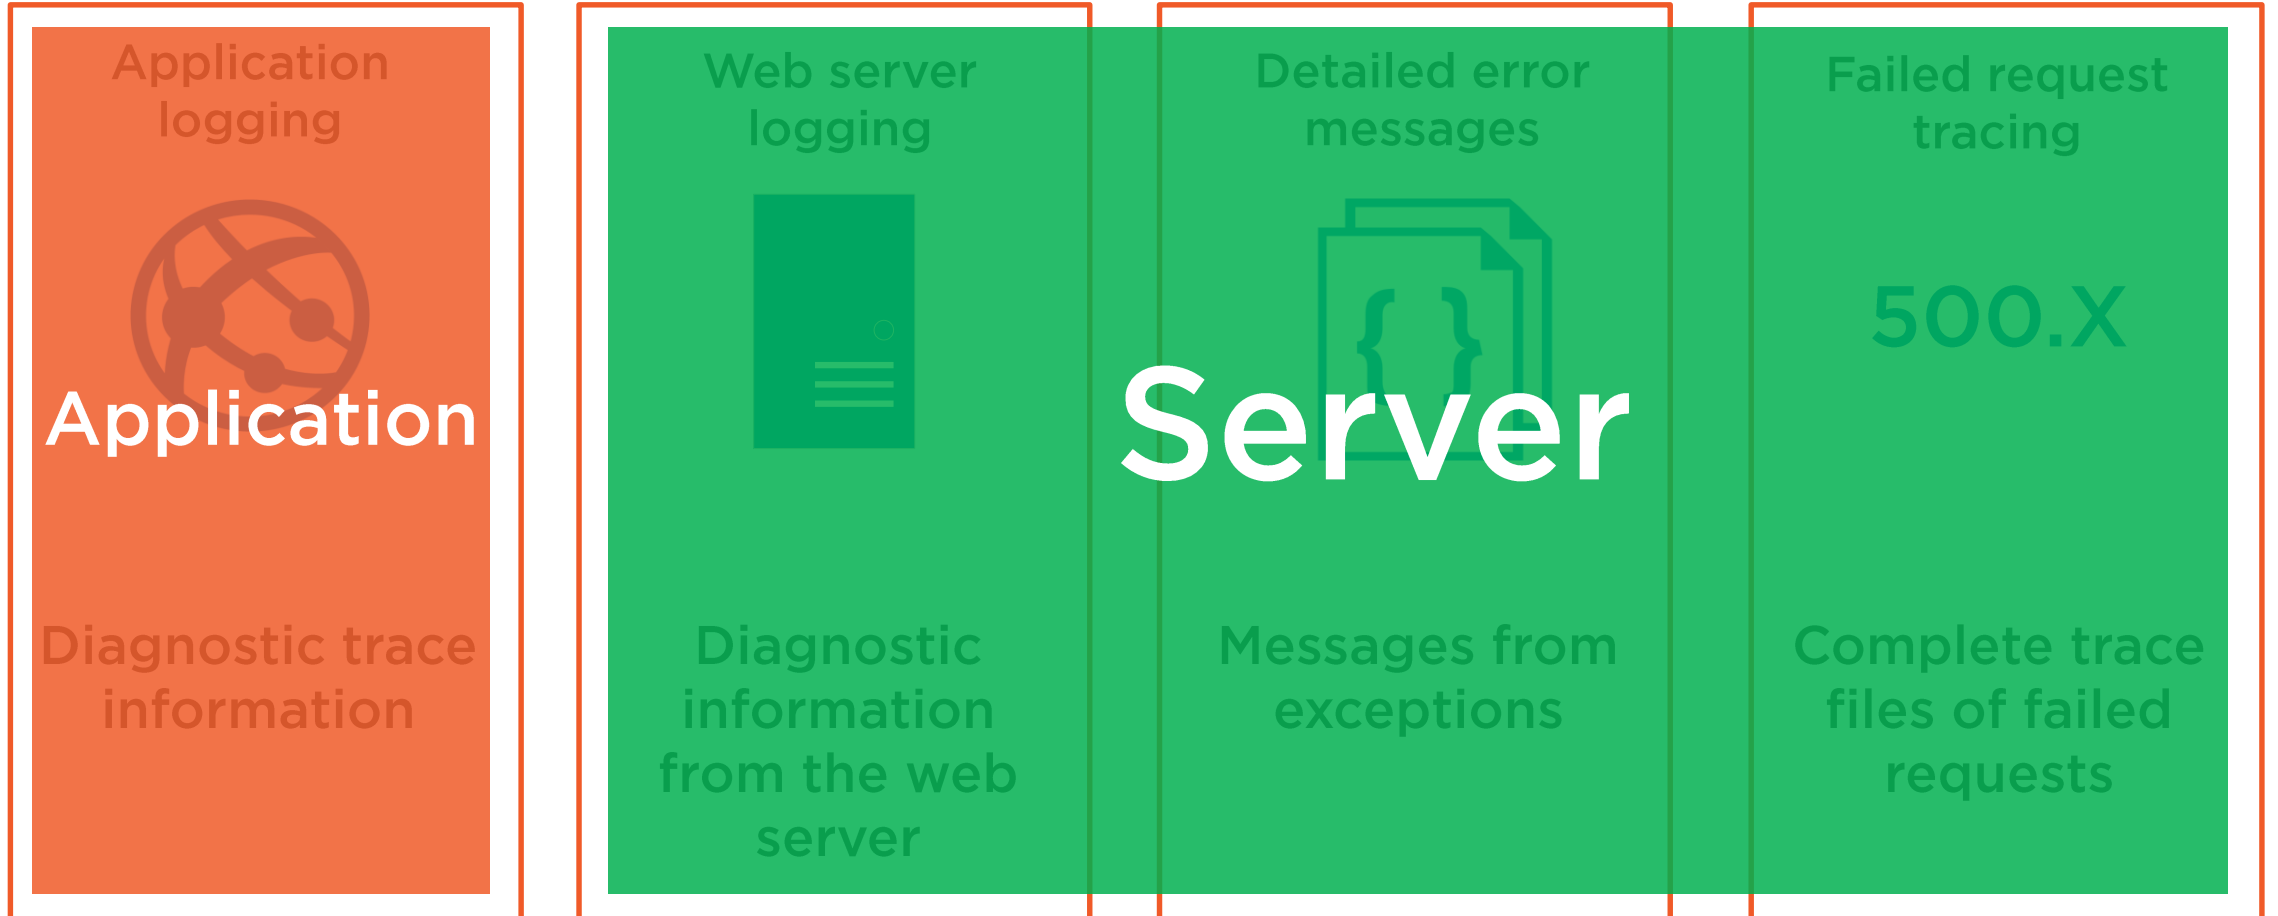 Application
logging
Application
Diagnostic trace
information
Web server
logging
Diagnostic
information
from the web
server
Detailed error
messages
{ }
Server
Messages from
exceptions
Failed request
tracing
500.X
Complete trace
files of failed
requests